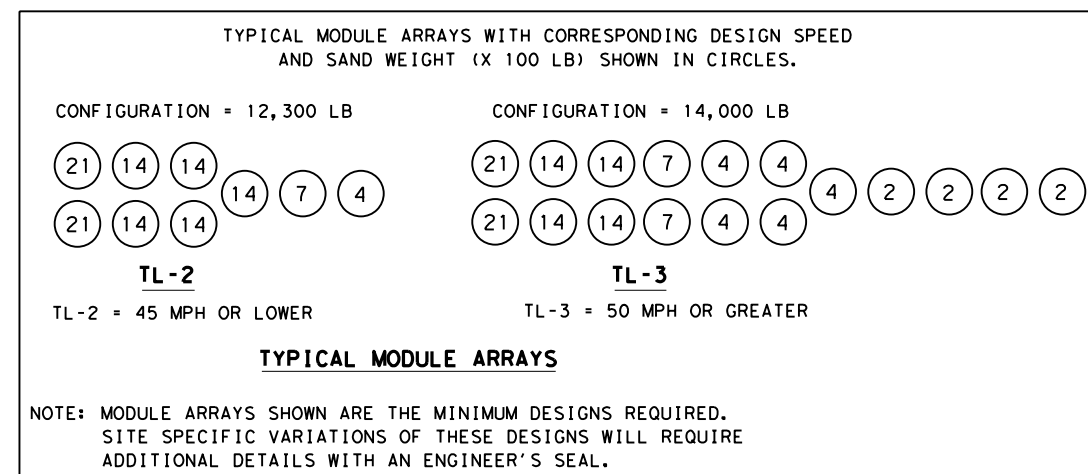 TYPICAL MODULE ARRAYS WITH CORRESPONDING DESIGN SPEED
AND SAND WEIGHT (X 100 LB) SHOWN IN CIRCLES.
CONFIGURATION = 12,300 LB
21 14 14
14 7 4
21 14 14
TL-2
TL-2 = 45 MPH OR LOWER
CONFIGURATION = 14,000 LB
21 14 14 7 4 4
4 2 2 2 2
21 14 14 7 4 4
TL-3
TL-3 = 50 MPH OR GREATER
TYPICAL MODULE ARRAYS
NOTE: MODULE ARRAYS SHOWN ARE THE MINIMUM DESIGNS REQUIRED.
SITE SPECIFIC VARIATIONS OF THESE DESIGNS WILL REQUIRE
ADDITIONAL DETAILS WITH AN ENGINEER'S SEAL.